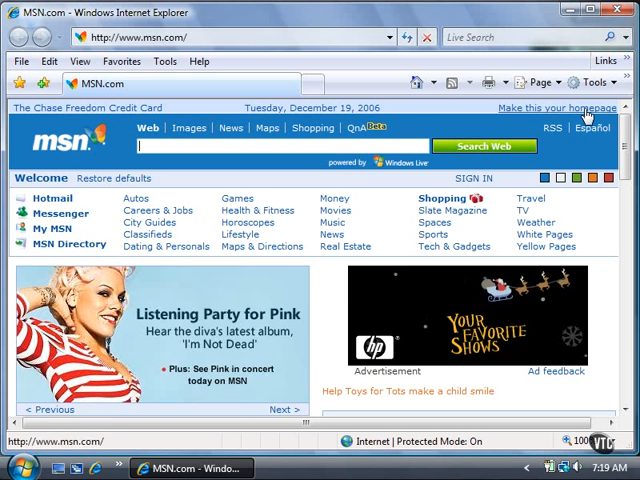 MSN.com - Windows Internet Explorer
http://www.msn.com/
Live Search
File Edit View Favorites Tools Help
Links »
MSN.com
Page Tools
The Chase Freedom Credit Card
Tuesday, December 19, 2006
Make this your homepage
msn
Web | Images | News | Maps | Shopping | QnA Beta
RSS | Español
Search Web
powered by Windows Live
Welcome Restore defaults
SIGN IN
Hotmail Autos Games Money Shopping Travel
Messenger Careers & Jobs Health & Fitness Movies Slate Magazine TV
My MSN City Guides Horoscopes Music Spaces Weather
Classifieds Lifestyle News Sports White Pages
MSN Directory Dating & Personals Maps & Directions Real Estate Tech & Gadgets Yellow Pages
Listening Party for Pink
Hear the diva's latest album,
'I'm Not Dead'
• Plus: See Pink in concert
today on MSN
< Previous Next >
YOUR
FAVORITE
SHOWS
hp
Advertisement Ad feedback
Help Toys for Tots make a child smile
http://www.msn.com/
Internet | Protected Mode: On
VTC
MSN.com - Windo...
7:19 AM